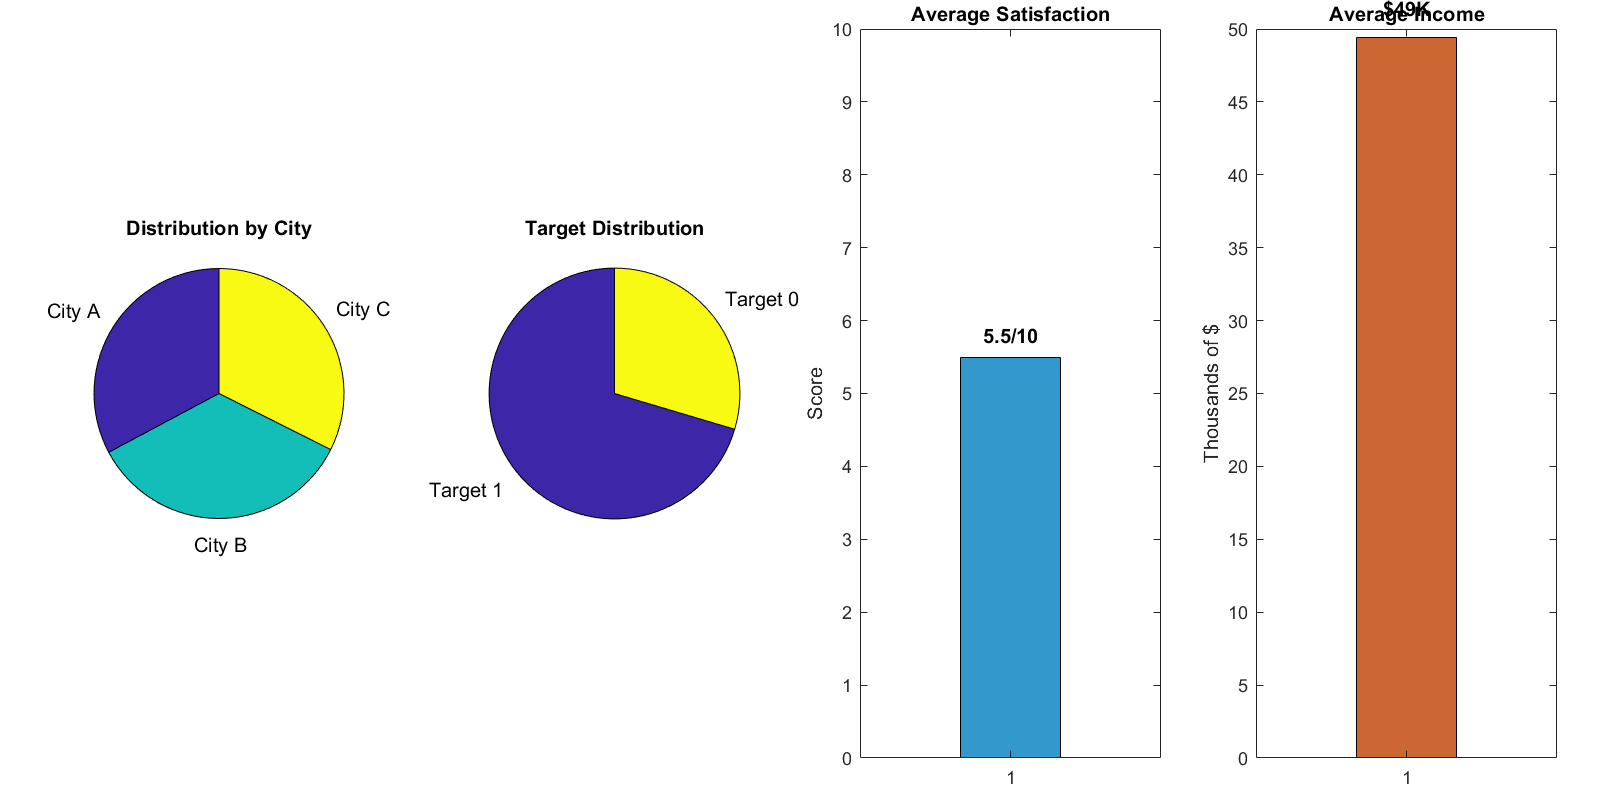 Distribution by City
City A
City C
City B
Target Distribution
Target 0
Target 1
Average Satisfaction
10
9
8
7
6
5
4
3
2
1
0
Score
5.5/10
1
Average Income
$49K
50
45
40
35
30
25
20
15
10
5
0
Thousands of $
1